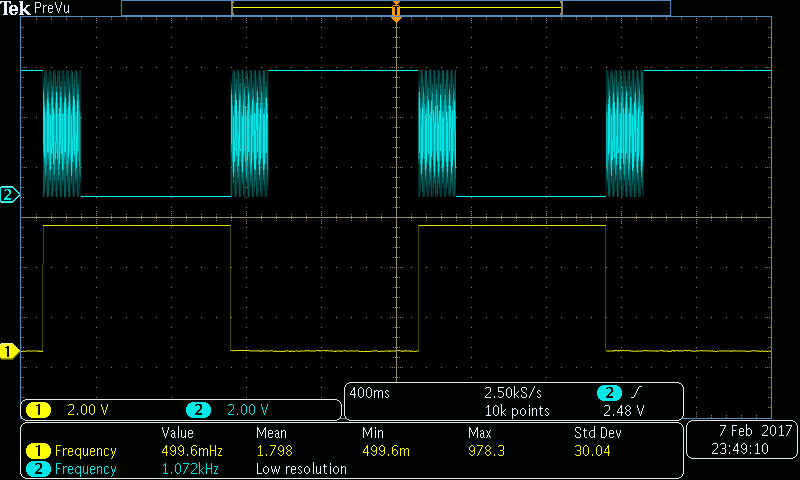 Tek PreVu
T
2
1
400ms 2.50kS/s 2
10k points 2.48 V
1 2.00 V 2 2.00 V
Value Mean Min Max Std Dev
1 Frequency 499.6mHz 1.798 499.6m 978.3 30.04
2 Frequency 1.072kHz Low resolution
7 Feb 2017
23:49:10